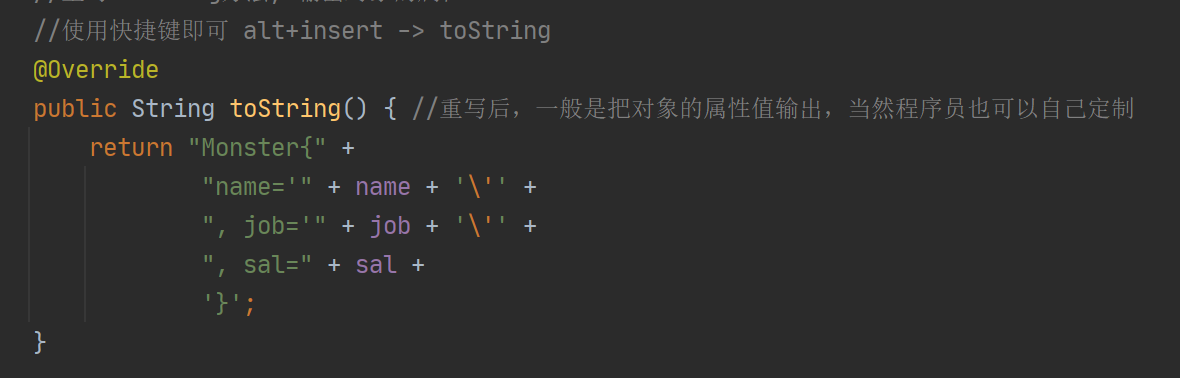 //使用快捷键即可 alt+insert -> toString
@Override
public String toString() { //重写后，一般是把对象的属性值输出，当然程序员也可以自己定制
return "Monster{" +
"name='" + name + '\'' +
", job='" + job + '\'' +
", sal=" + sal +
'}';
}